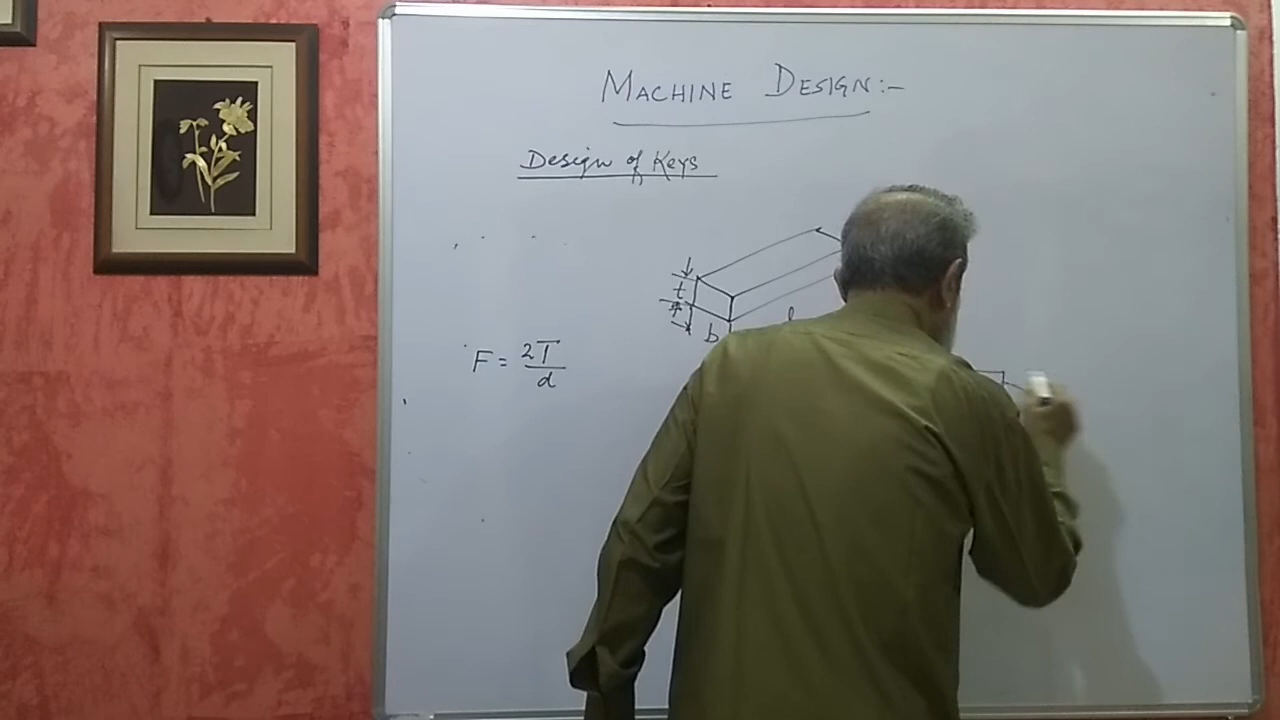 MACHINE DESIGN:-
Design of Keys
t
b
F = 2T/d